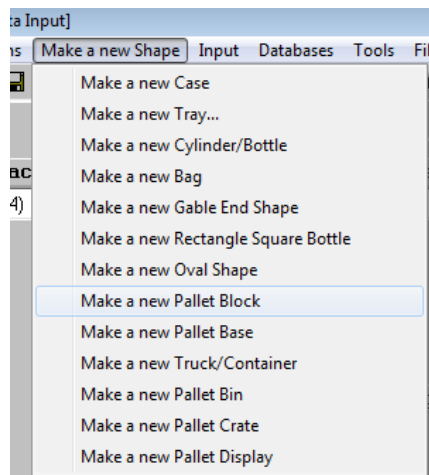 ta Input]
ns Make a new Shape Input Databases Tools Fil
Make a new Case
Make a new Tray...
Make a new Cylinder/Bottle
Make a new Bag
ac
4)
Make a new Gable End Shape
Make a new Rectangle Square Bottle
Make a new Oval Shape
Make a new Pallet Block
Make a new Pallet Base
Make a new Truck/Container
Make a new Pallet Bin
Make a new Pallet Crate
Make a new Pallet Display